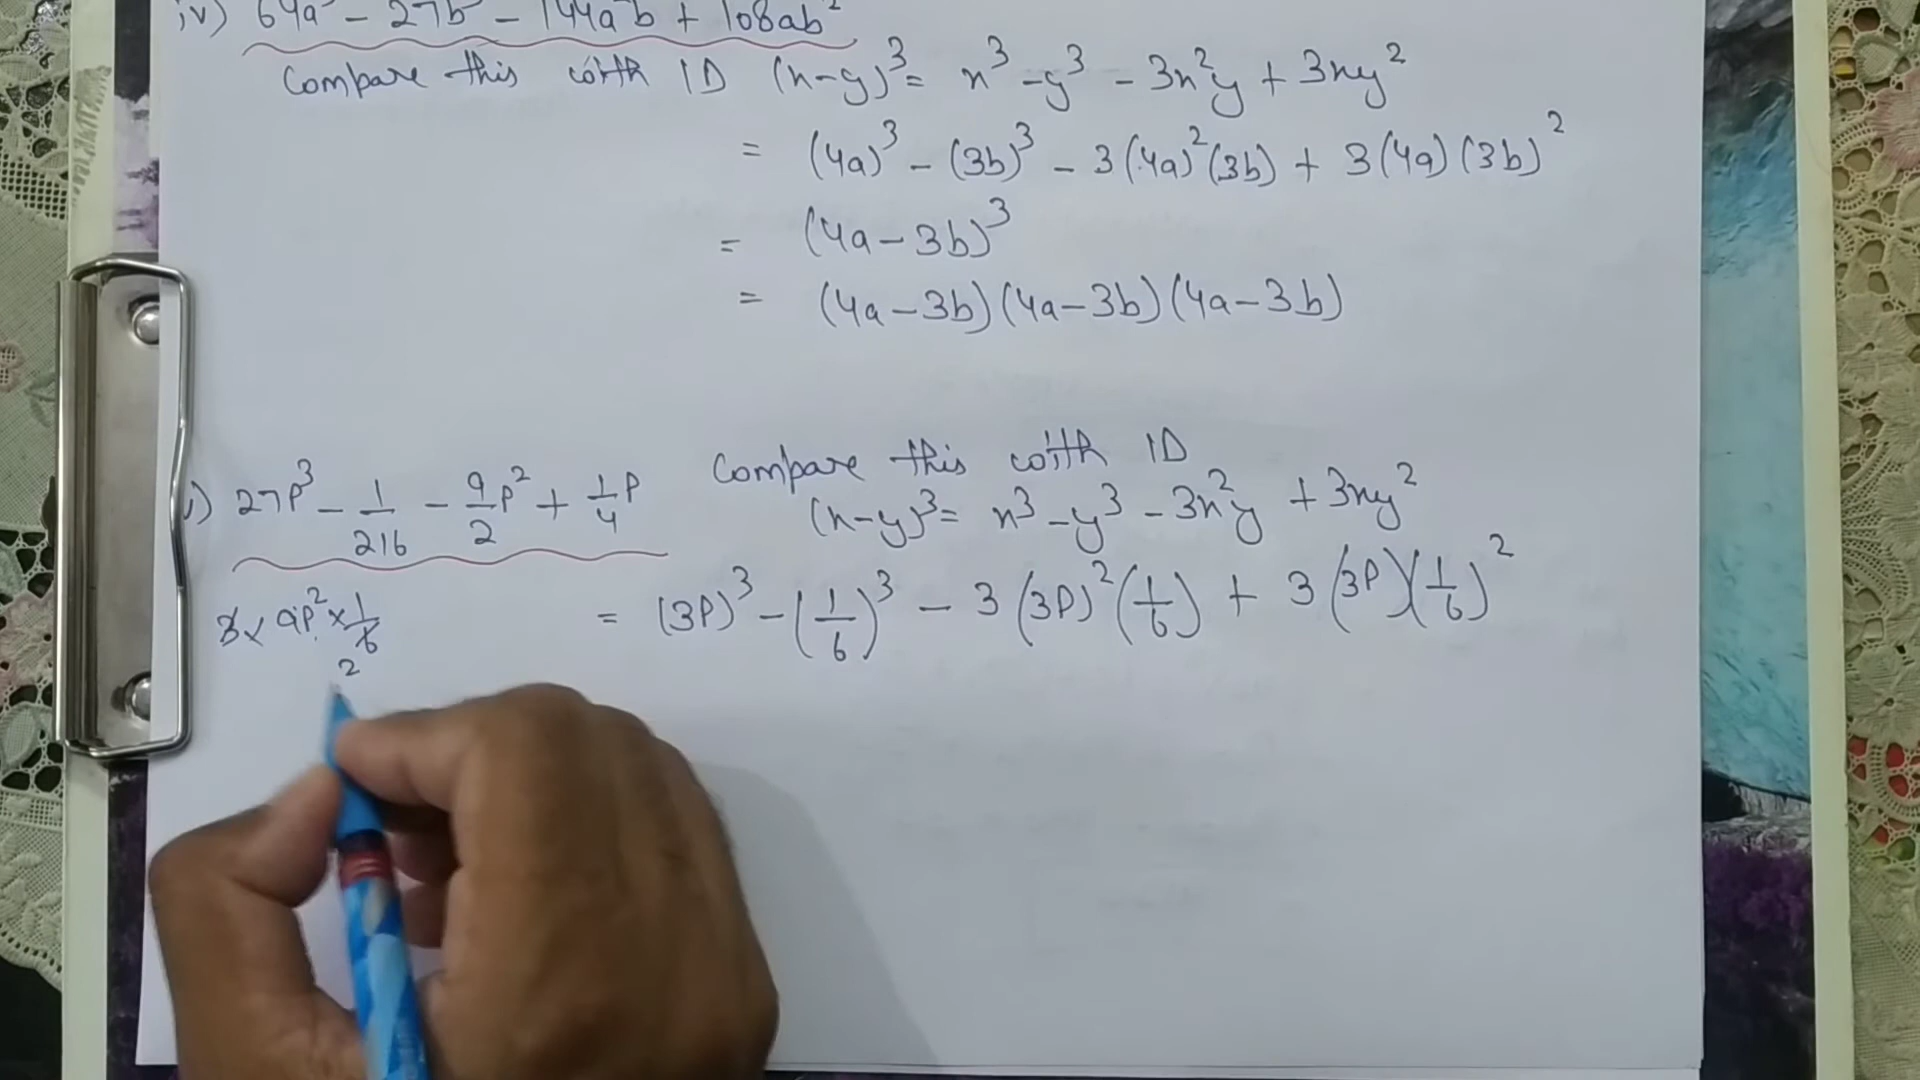 iv) 64a³ - 27b³ - 144a²b + 108ab²
Compare this with ID (x-y)³ = x³ - y³ - 3x²y + 3xy²
= (4a)³ - (3b)³ - 3(4a)²(3b) + 3(4a)(3b)²
= (4a - 3b)³
= (4a - 3b)(4a - 3b)(4a - 3b)
Compare this with ID
) 27P³ - 1/216 - 9/2 P² + 1/4 P
(x-y)³ = x³ - y³ - 3x²y + 3xy²
= (3P)³ - (1/6)³ - 3(3P)²(1/6) + 3(3P)(1/6)²
3 × 9P² × 1/6
2